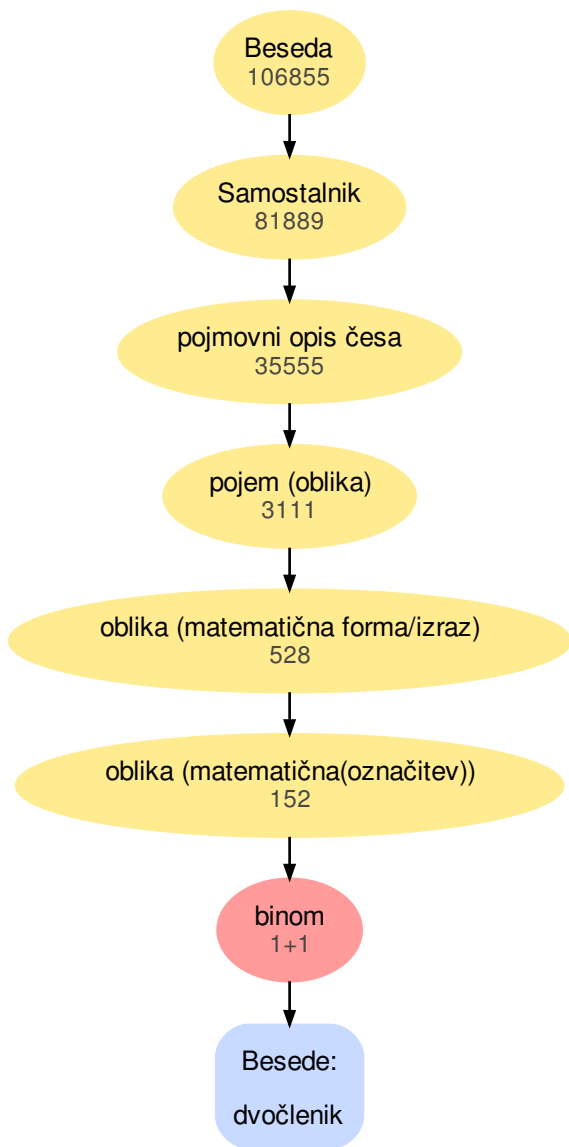 Beseda
106855
Samostalnik
81889
pojmovni opis česa
35555
pojem (oblika)
3111
oblika (matematična forma/izraz)
528
oblika (matematična(označitev))
152
binom
1+1
Besede:
dvočlenik